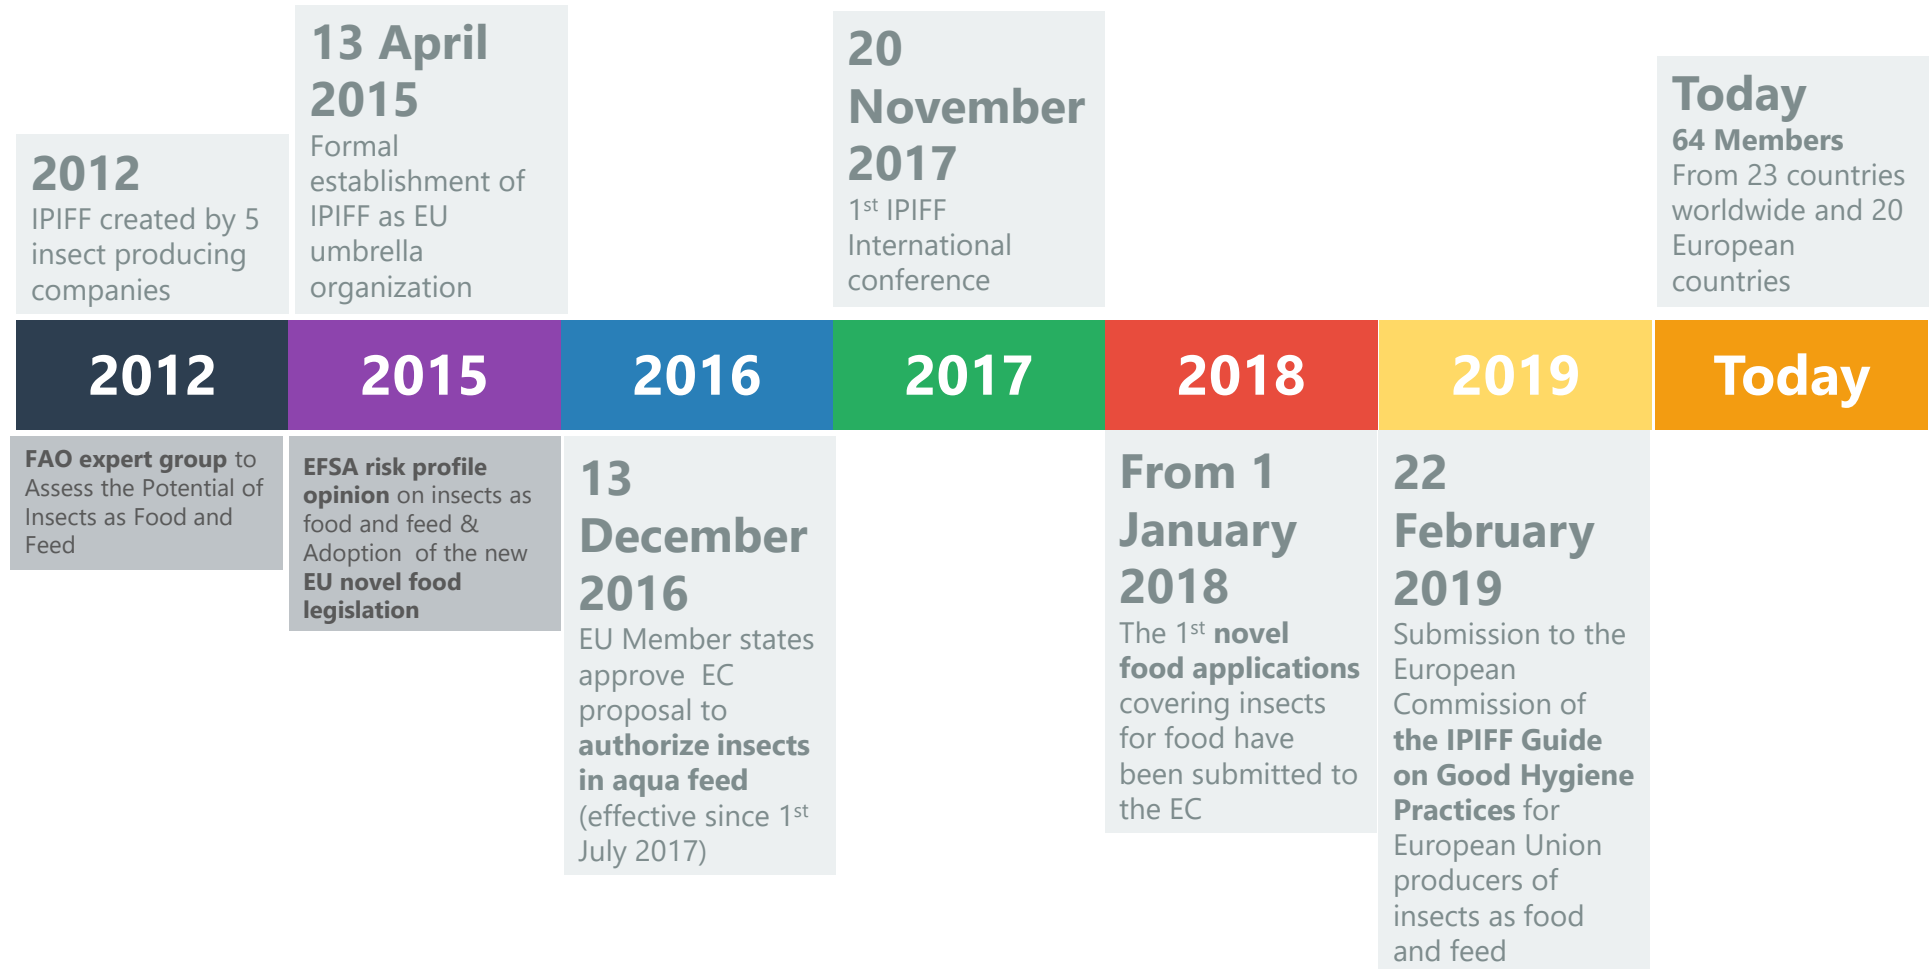 2012
IPIFF created by 5
insect producing
companies
13 April
2015
Formal
establishment of
IPIFF as EU
umbrella
organization
20
November
2017
1st IPIFF
International
conference
Today
64 Members
From 23 countries
worldwide and 20
European
countries
2012
2015
2016
2017
2018
2019
Today
FAO expert group to
Assess the Potential of
Insects as Food and
Feed
EFSA risk profile
opinion on insects as
food and feed &
Adoption of the new
EU novel food
legislation
13
December
2016
EU Member states
approve EC
proposal to
authorize insects
in aqua feed
(effective since 1st
July 2017)
From 1
January
2018
The 1st novel
food applications
covering insects
for food have
been submitted to
the EC
22
February
2019
Submission to the
European
Commission of
the IPIFF Guide
on Good Hygiene
Practices for
European Union
producers of
insects as food
and feed